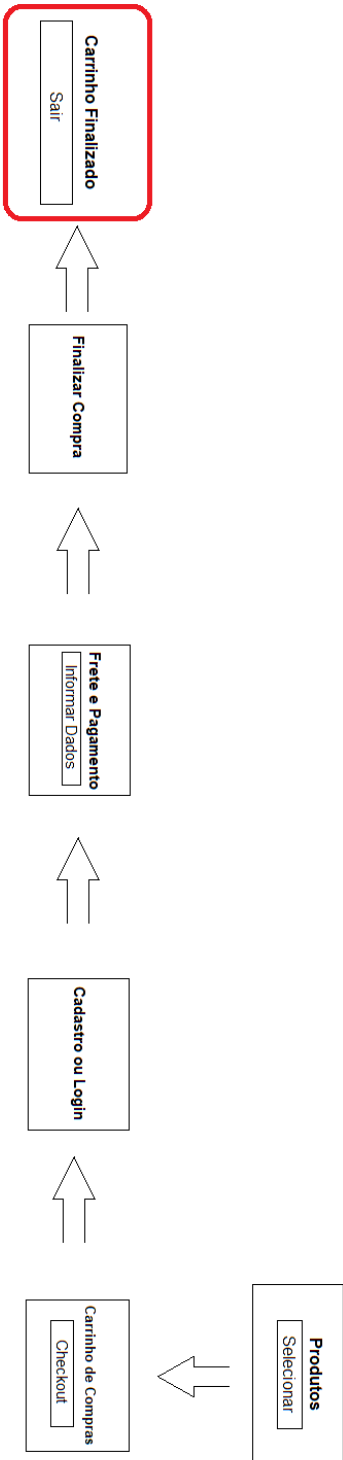 Carrinho Finalizado
Sair
Finalizar Compra
Frete e Pagamento
Informar Dados
Cadastro ou Login
Carrinho de Compras
Checkout
Produtos
Selecionar